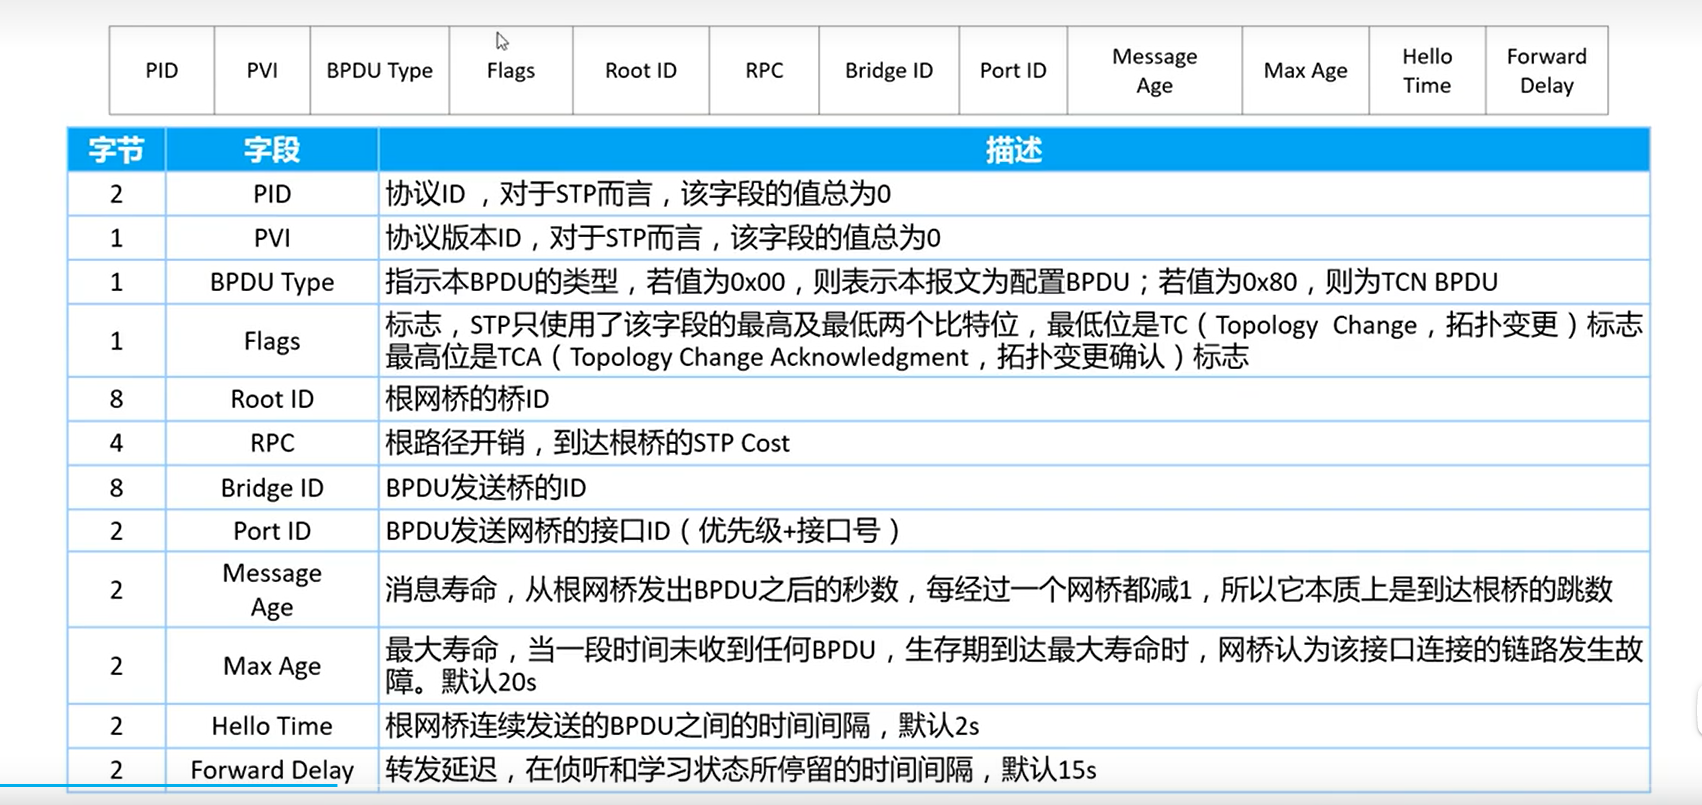 PID PVI BPDU Type Flags Root ID RPC Bridge ID Port ID Message Age Max Age Hello Time Forward Delay
字节 字段 描述
2 PID 协议ID，对于STP而言，该字段的值总为0
1 PVI 协议版本ID，对于STP而言，该字段的值总为0
1 BPDU Type 指示本BPDU的类型，若值为0x00，则表示本报文为配置BPDU；若值为0x80，则为TCN BPDU
1 Flags 标志，STP只使用了该字段的最高及最低两个比特位，最低位是TC（Topology Change，拓扑变更）标志
最高位是TCA（Topology Change Acknowledgment，拓扑变更确认）标志
8 Root ID 根网桥的桥ID
4 RPC 根路径开销，到达根桥的STP Cost
8 Bridge ID BPDU发送桥的ID
2 Port ID BPDU发送网桥的接口ID（优先级+接口号）
2 Message Age 消息寿命，从根网桥发出BPDU之后的秒数，每经过一个网桥都减1，所以它本质上是到达根桥的跳数
2 Max Age 最大寿命，当一段时间未收到任何BPDU，生存期到达最大寿命时，网桥认为该接口连接的链路发生故
障。默认20s
2 Hello Time 根网桥连续发送的BPDU之间的时间间隔，默认2s
2 Forward Delay 转发延迟，在侦听和学习状态所停留的时间间隔，默认15s